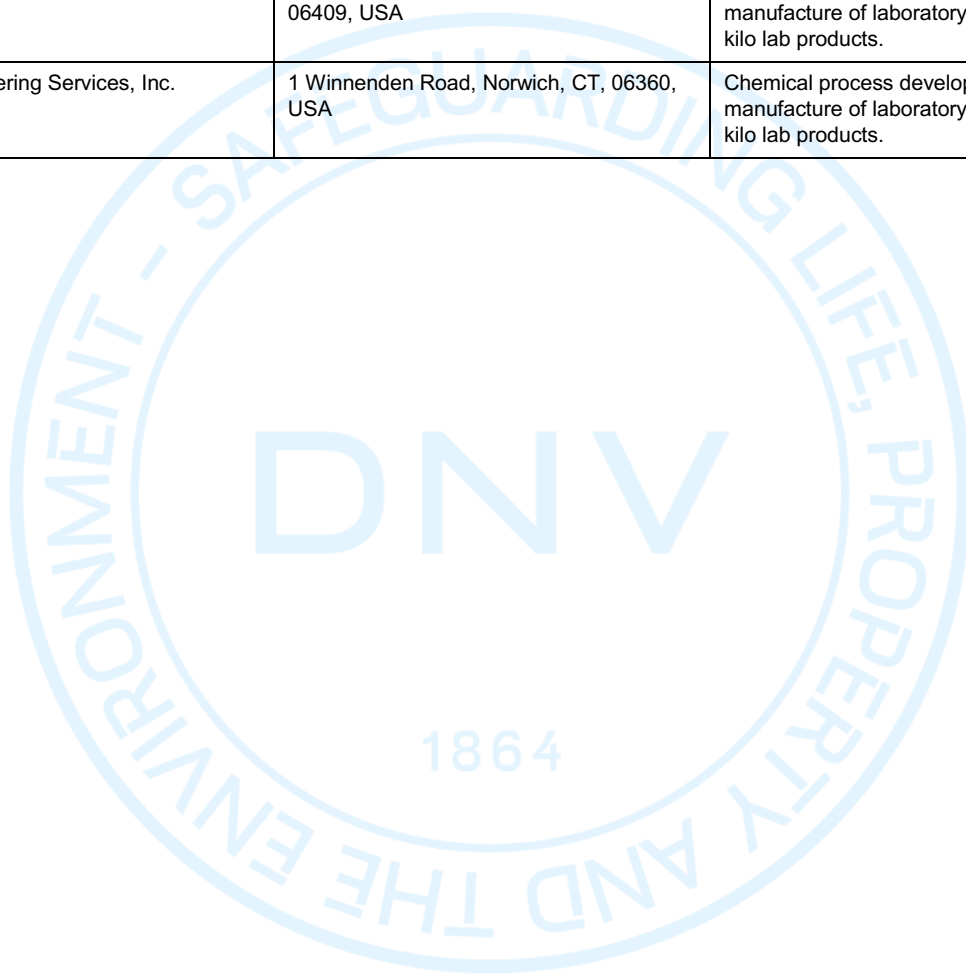 06409, USA
manufacture of laboratory
kilo lab products.
ering Services, Inc.
1 Winnenden Road, Norwich, CT, 06360,
USA
Chemical process develop
manufacture of laboratory
kilo lab products.
SAFEGUARDING LIFE, PROPERTY AND THE ENVIRONMENT -
DNV
1864